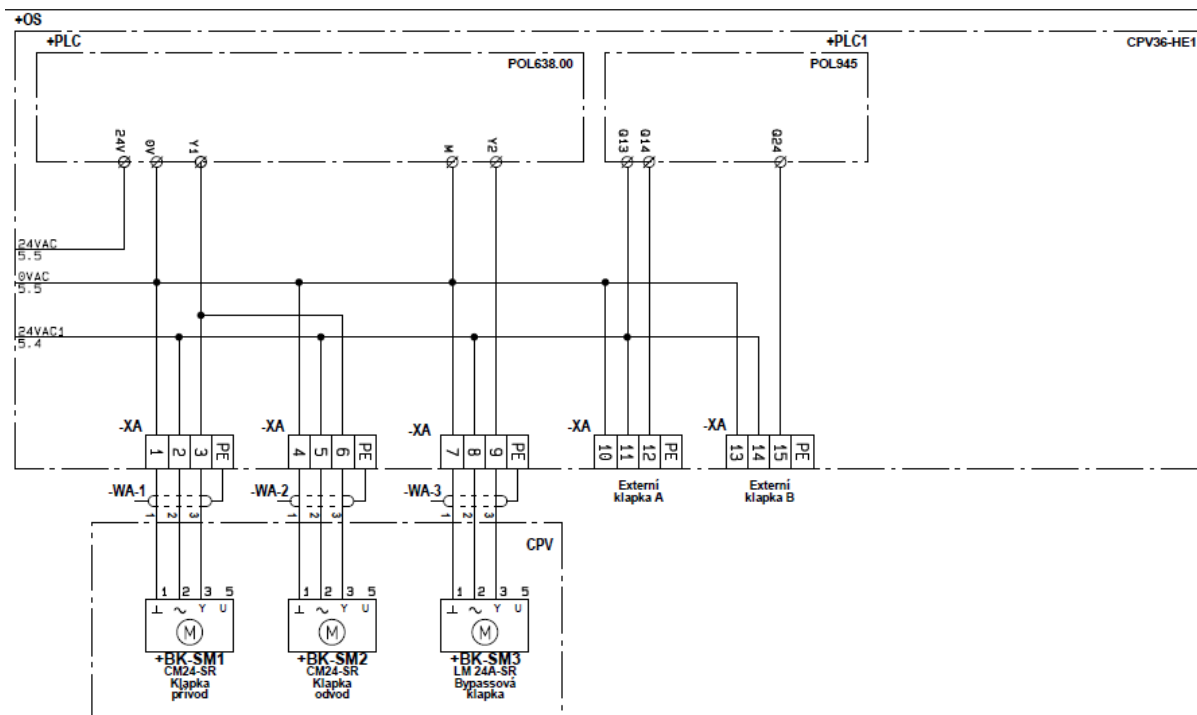 +OS
+PLC
+PLC1
CPV36-HE1
POL638.00
POL945
24V
0V
Y1
M
Y2
Q13
Q14
Q24
24VAC
5.5
0VAC
5.5
24VAC1
5.4
-XA
1 2 3 PE
-XA
4 5 6 PE
-XA
7 8 9 PE
-XA
10 11 12 PE
-XA
13 14 15 PE
-WA-1
-WA-2
-WA-3
Externí
klapka A
Externí
klapka B
1 2 3
1 2 3
1 2 3
CPV
1 2 3 5
1 2 3 5
1 2 3 5
⊥ ~ Y U
⊥ ~ Y U
⊥ ~ Y U
M
M
M
+BK-SM1
CM24-SR
Klapka
přívod
+BK-SM2
CM24-SR
Klapka
odvod
+BK-SM3
LM 24A-SR
Bypassová
klapka